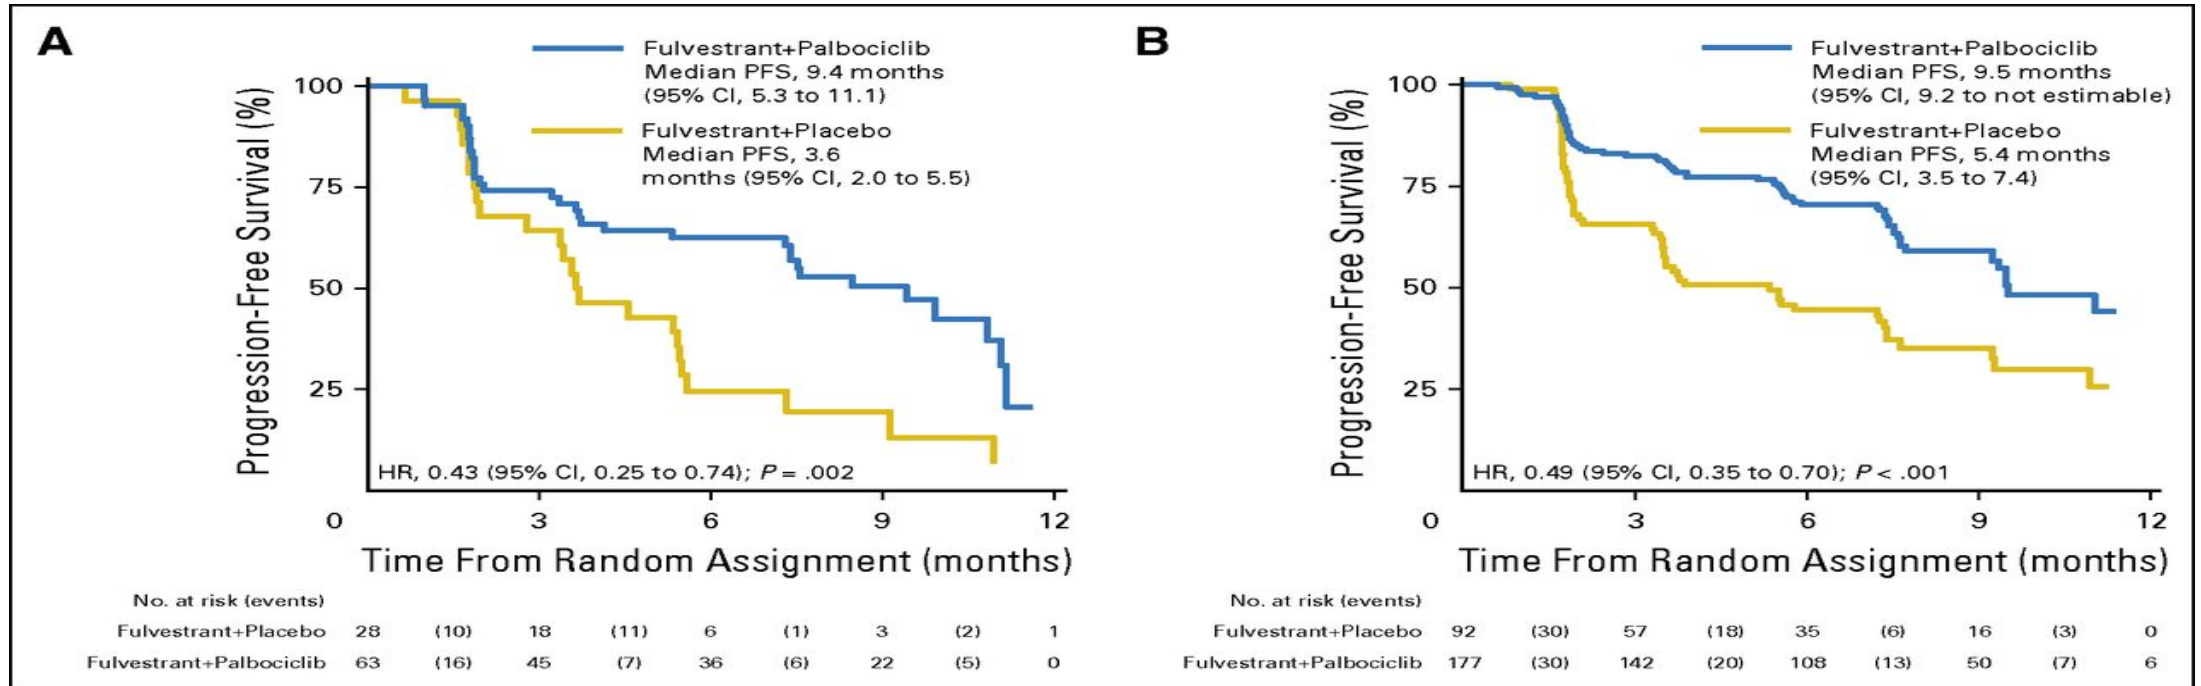 A
Fulvestrant+Palbociclib
Median PFS, 9.4 months
(95% CI, 5.3 to 11.1)
Fulvestrant+Placebo
Median PFS, 3.6
months (95% CI, 2.0 to 5.5)
Progression-Free Survival (%)
100
75
50
25
HR, 0.43 (95% CI, 0.25 to 0.74); P = .002
0 3 6 9 12
Time From Random Assignment (months)
No. at risk (events)
Fulvestrant+Placebo 28 (10) 18 (11) 6 (1) 3 (2) 1
Fulvestrant+Palbociclib 63 (16) 45 (7) 36 (6) 22 (5) 0
B
Fulvestrant+Palbociclib
Median PFS, 9.5 months
(95% CI, 9.2 to not estimable)
Fulvestrant+Placebo
Median PFS, 5.4 months
(95% CI, 3.5 to 7.4)
Progression-Free Survival (%)
100
75
50
25
HR, 0.49 (95% CI, 0.35 to 0.70); P < .001
0 3 6 9 12
Time From Random Assignment (months)
No. at risk (events)
Fulvestrant+Placebo 92 (30) 57 (18) 35 (6) 16 (3) 0
Fulvestrant+Palbociclib 177 (30) 142 (20) 108 (13) 50 (7) 6